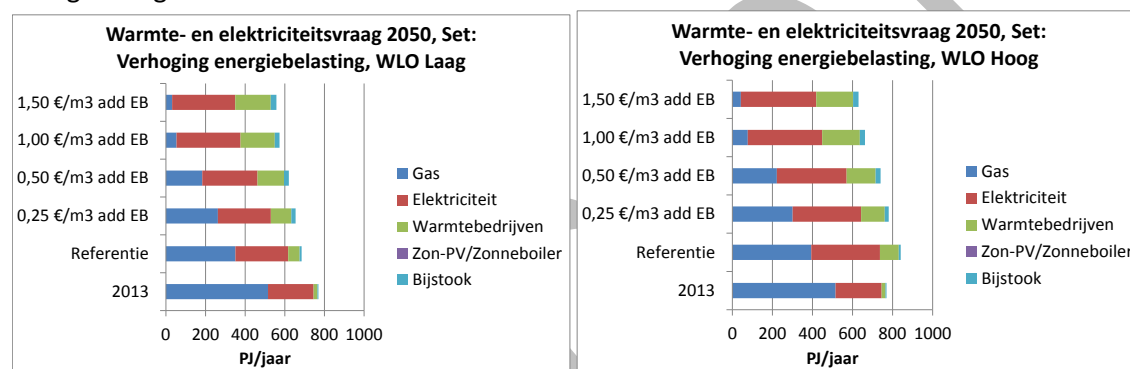 Warmte- en elektriciteitsvraag 2050, Set:
Verhoging energiebelasting, WLO Laag
1,50 €/m3 add EB
1,00 €/m3 add EB
0,50 €/m3 add EB
0,25 €/m3 add EB
Referentie
2013
0 200 400 600 800 1000
PJ/jaar
Gas
Elektriciteit
Warmtebedrijven
Zon-PV/Zonneboiler
Bijstook
Warmte- en elektriciteitsvraag 2050, Set:
Verhoging energiebelasting, WLO Hoog
1,50 €/m3 add EB
1,00 €/m3 add EB
0,50 €/m3 add EB
0,25 €/m3 add EB
Referentie
2013
0 200 400 600 800 1000
PJ/jaar
Gas
Elektriciteit
Warmtebedrijven
Zon-PV/Zonneboiler
Bijstook